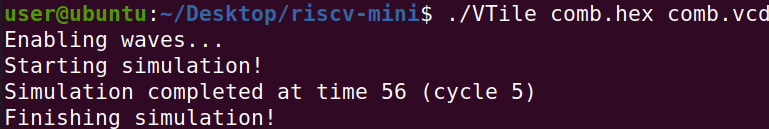 user@ubuntu:~/Desktop/riscv-mini$ ./VTile comb.hex comb.vcd
Enabling waves...
Starting simulation!
Simulation completed at time 56 (cycle 5)
Finishing simulation!